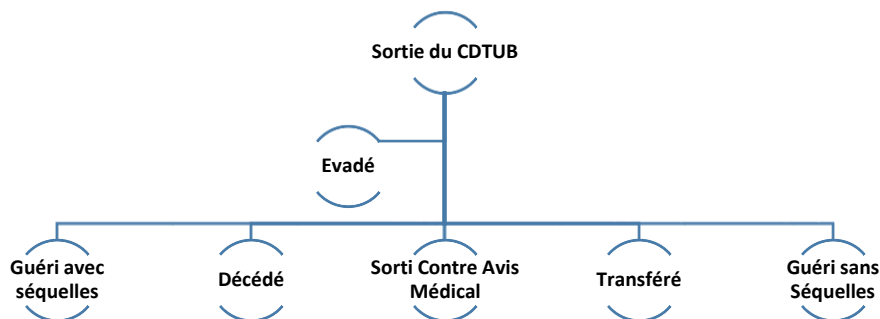 Sortie du CDTUB
Evadé
Guéri avec
séquelles
Décédé
Sorti Contre Avis
Médical
Transféré
Guéri sans
Séquelles